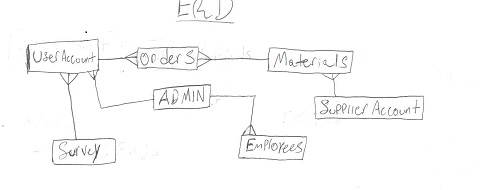 ERD
UserAccount
Orders
Materials
ADMIN
Supplier Account
Survey
Employees